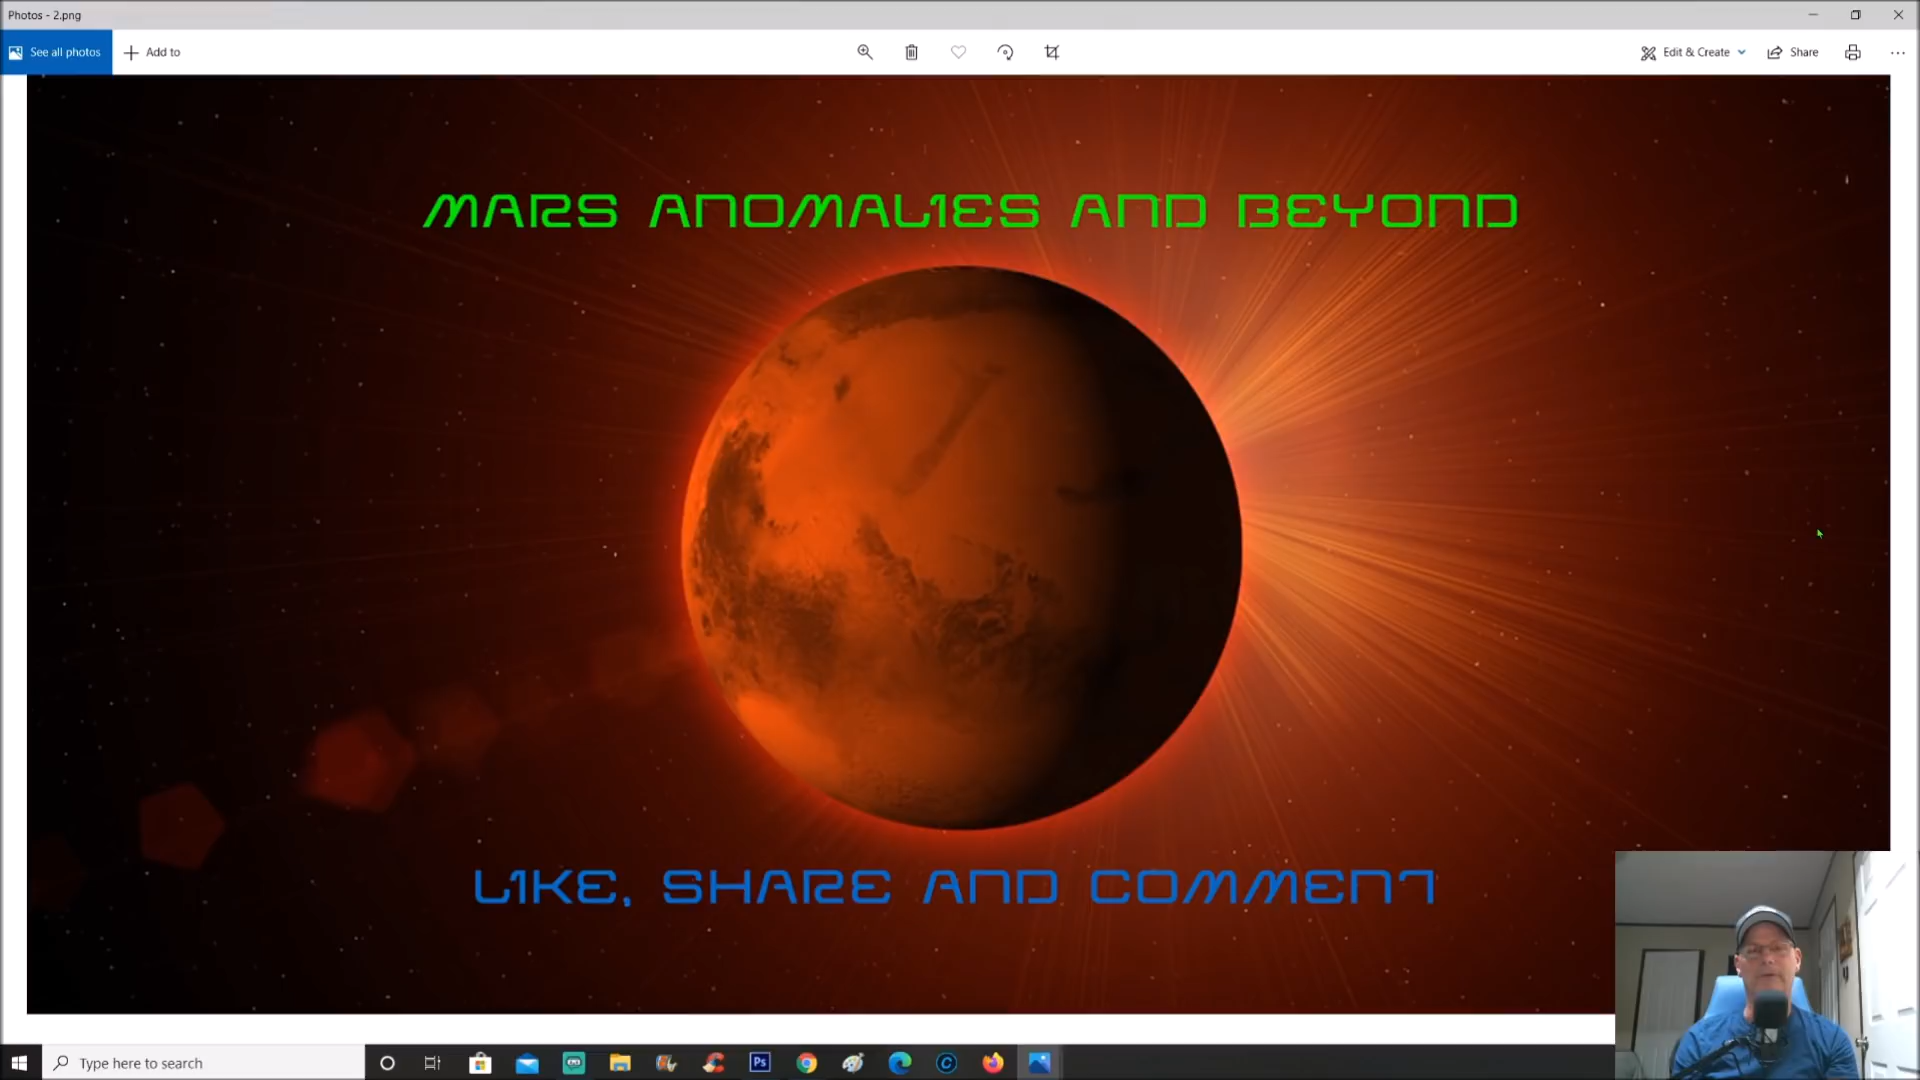 Photos - 2.png
See all photos
Add to
Edit & Create
Share
MARS ANOMALIES AND BEYOND
LIKE, SHARE AND COMMENT
Type here to search
Ps
C